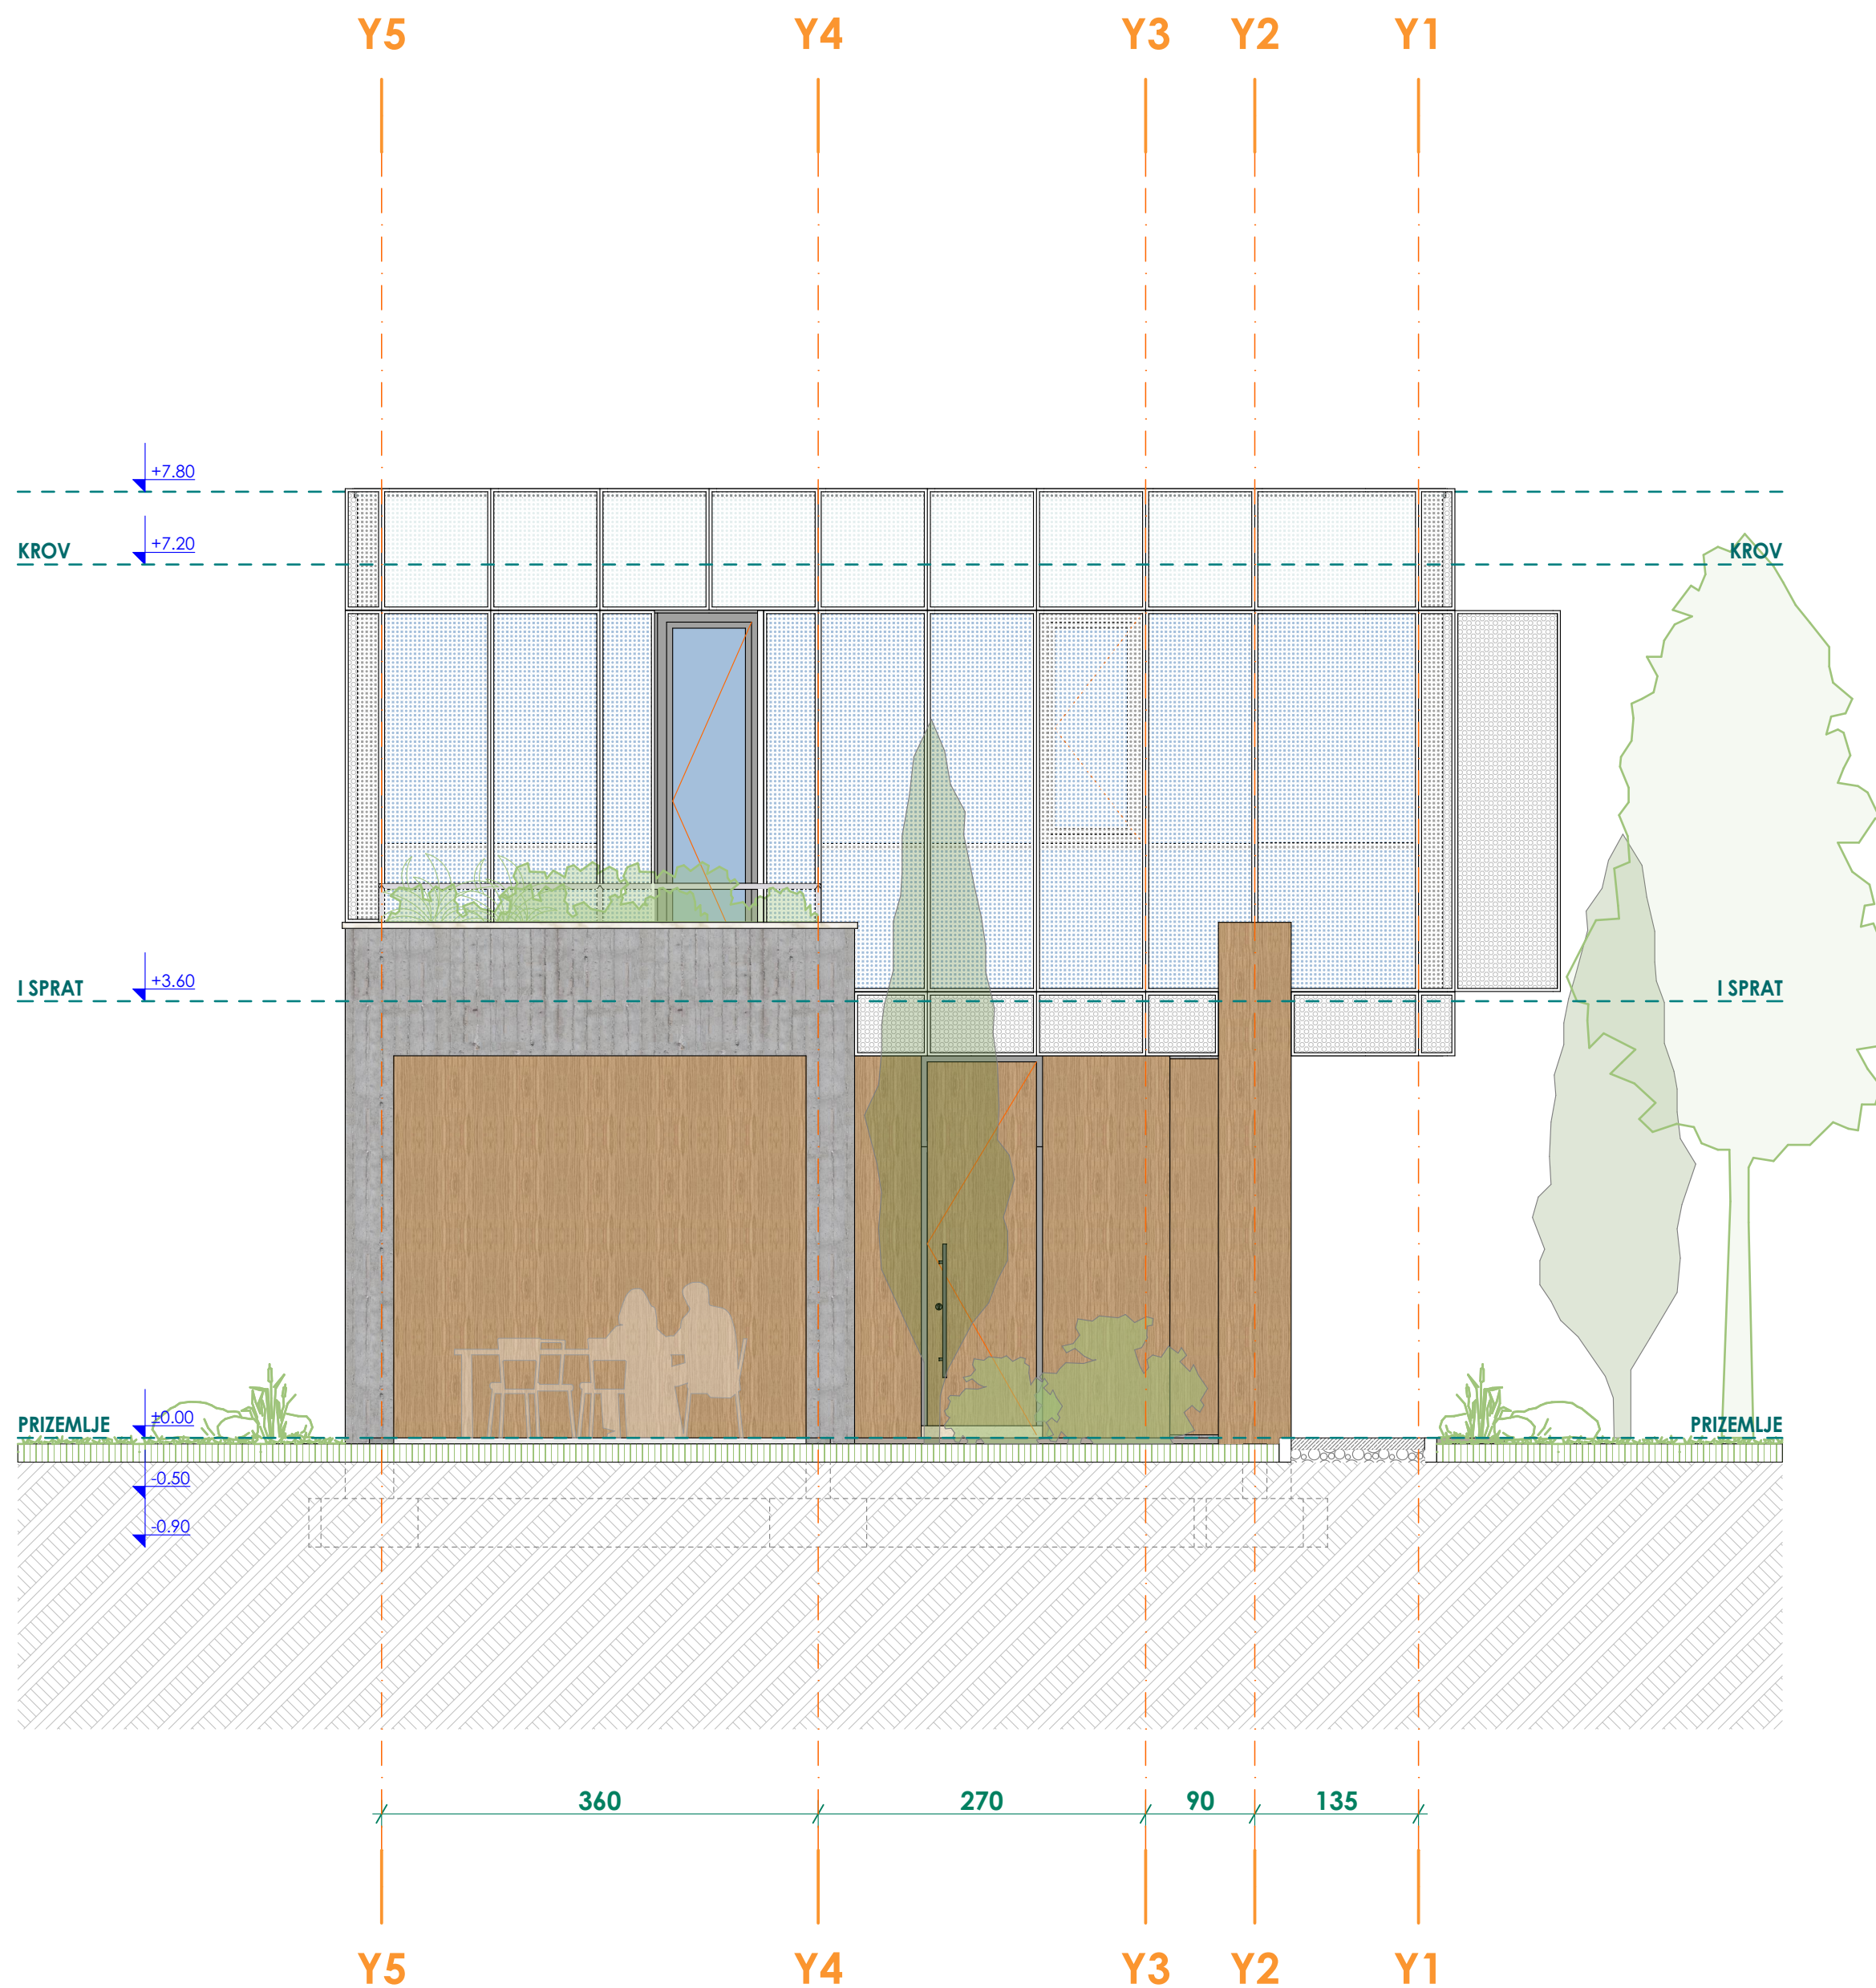 Y5 Y4 Y3 Y2 Y1
+7.80
+7.20
KROV KROV
+3.60
I SPRAT I SPRAT
±0.00
PRIZEMLJE PRIZEMLJE
-0.50
-0.90
360 270 90 135
Y5 Y4 Y3 Y2 Y1